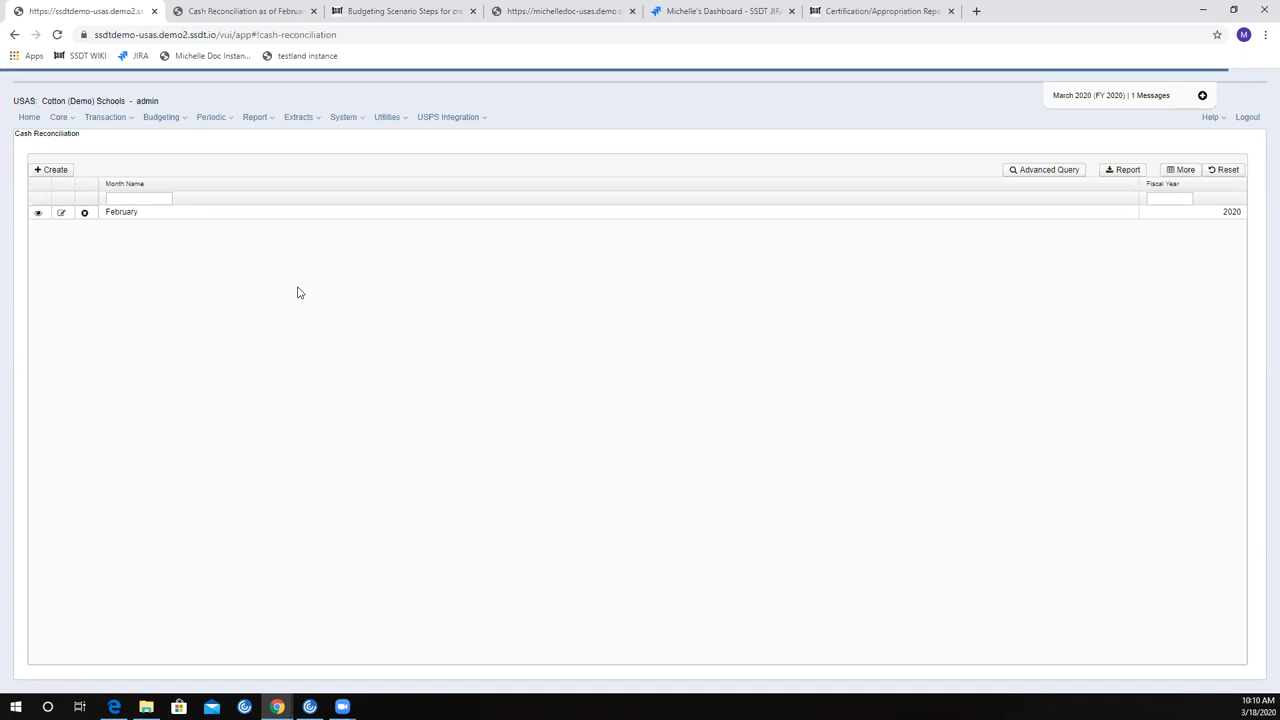 https://ssdtdemo-usas.demo2.ss
Cash Reconciliation as of Februa
Budgeting Scenario Steps for cre
https://michelledoc-usas.demo.s
Michelle's Dashboard - SSDT JIRA
Certification/Appropriation Repo
ssdtdemo-usas.demo2.ssdt.io/vui/app#!cash-reconciliation
M
Apps SSDT WIKI JIRA Michelle Doc Instan... testland instance
March 2020 (FY 2020) | 1 Messages
USAS: Cotton (Demo) Schools - admin
Home Core Transaction Budgeting Periodic Report Extracts System Utilities USPS Integration Help Logout
Cash Reconciliation
Create Advanced Query Report More Reset
Month Name Fiscal Year
February 2020
10:10 AM
3/18/2020